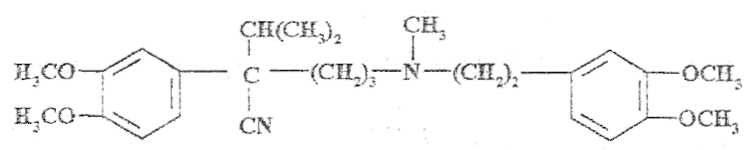 CH(CH₃)₂ CH₃
H₃CO C (CH₂)₃ N (CH₂)₂ OCH₃
H₃CO CN OCH₃